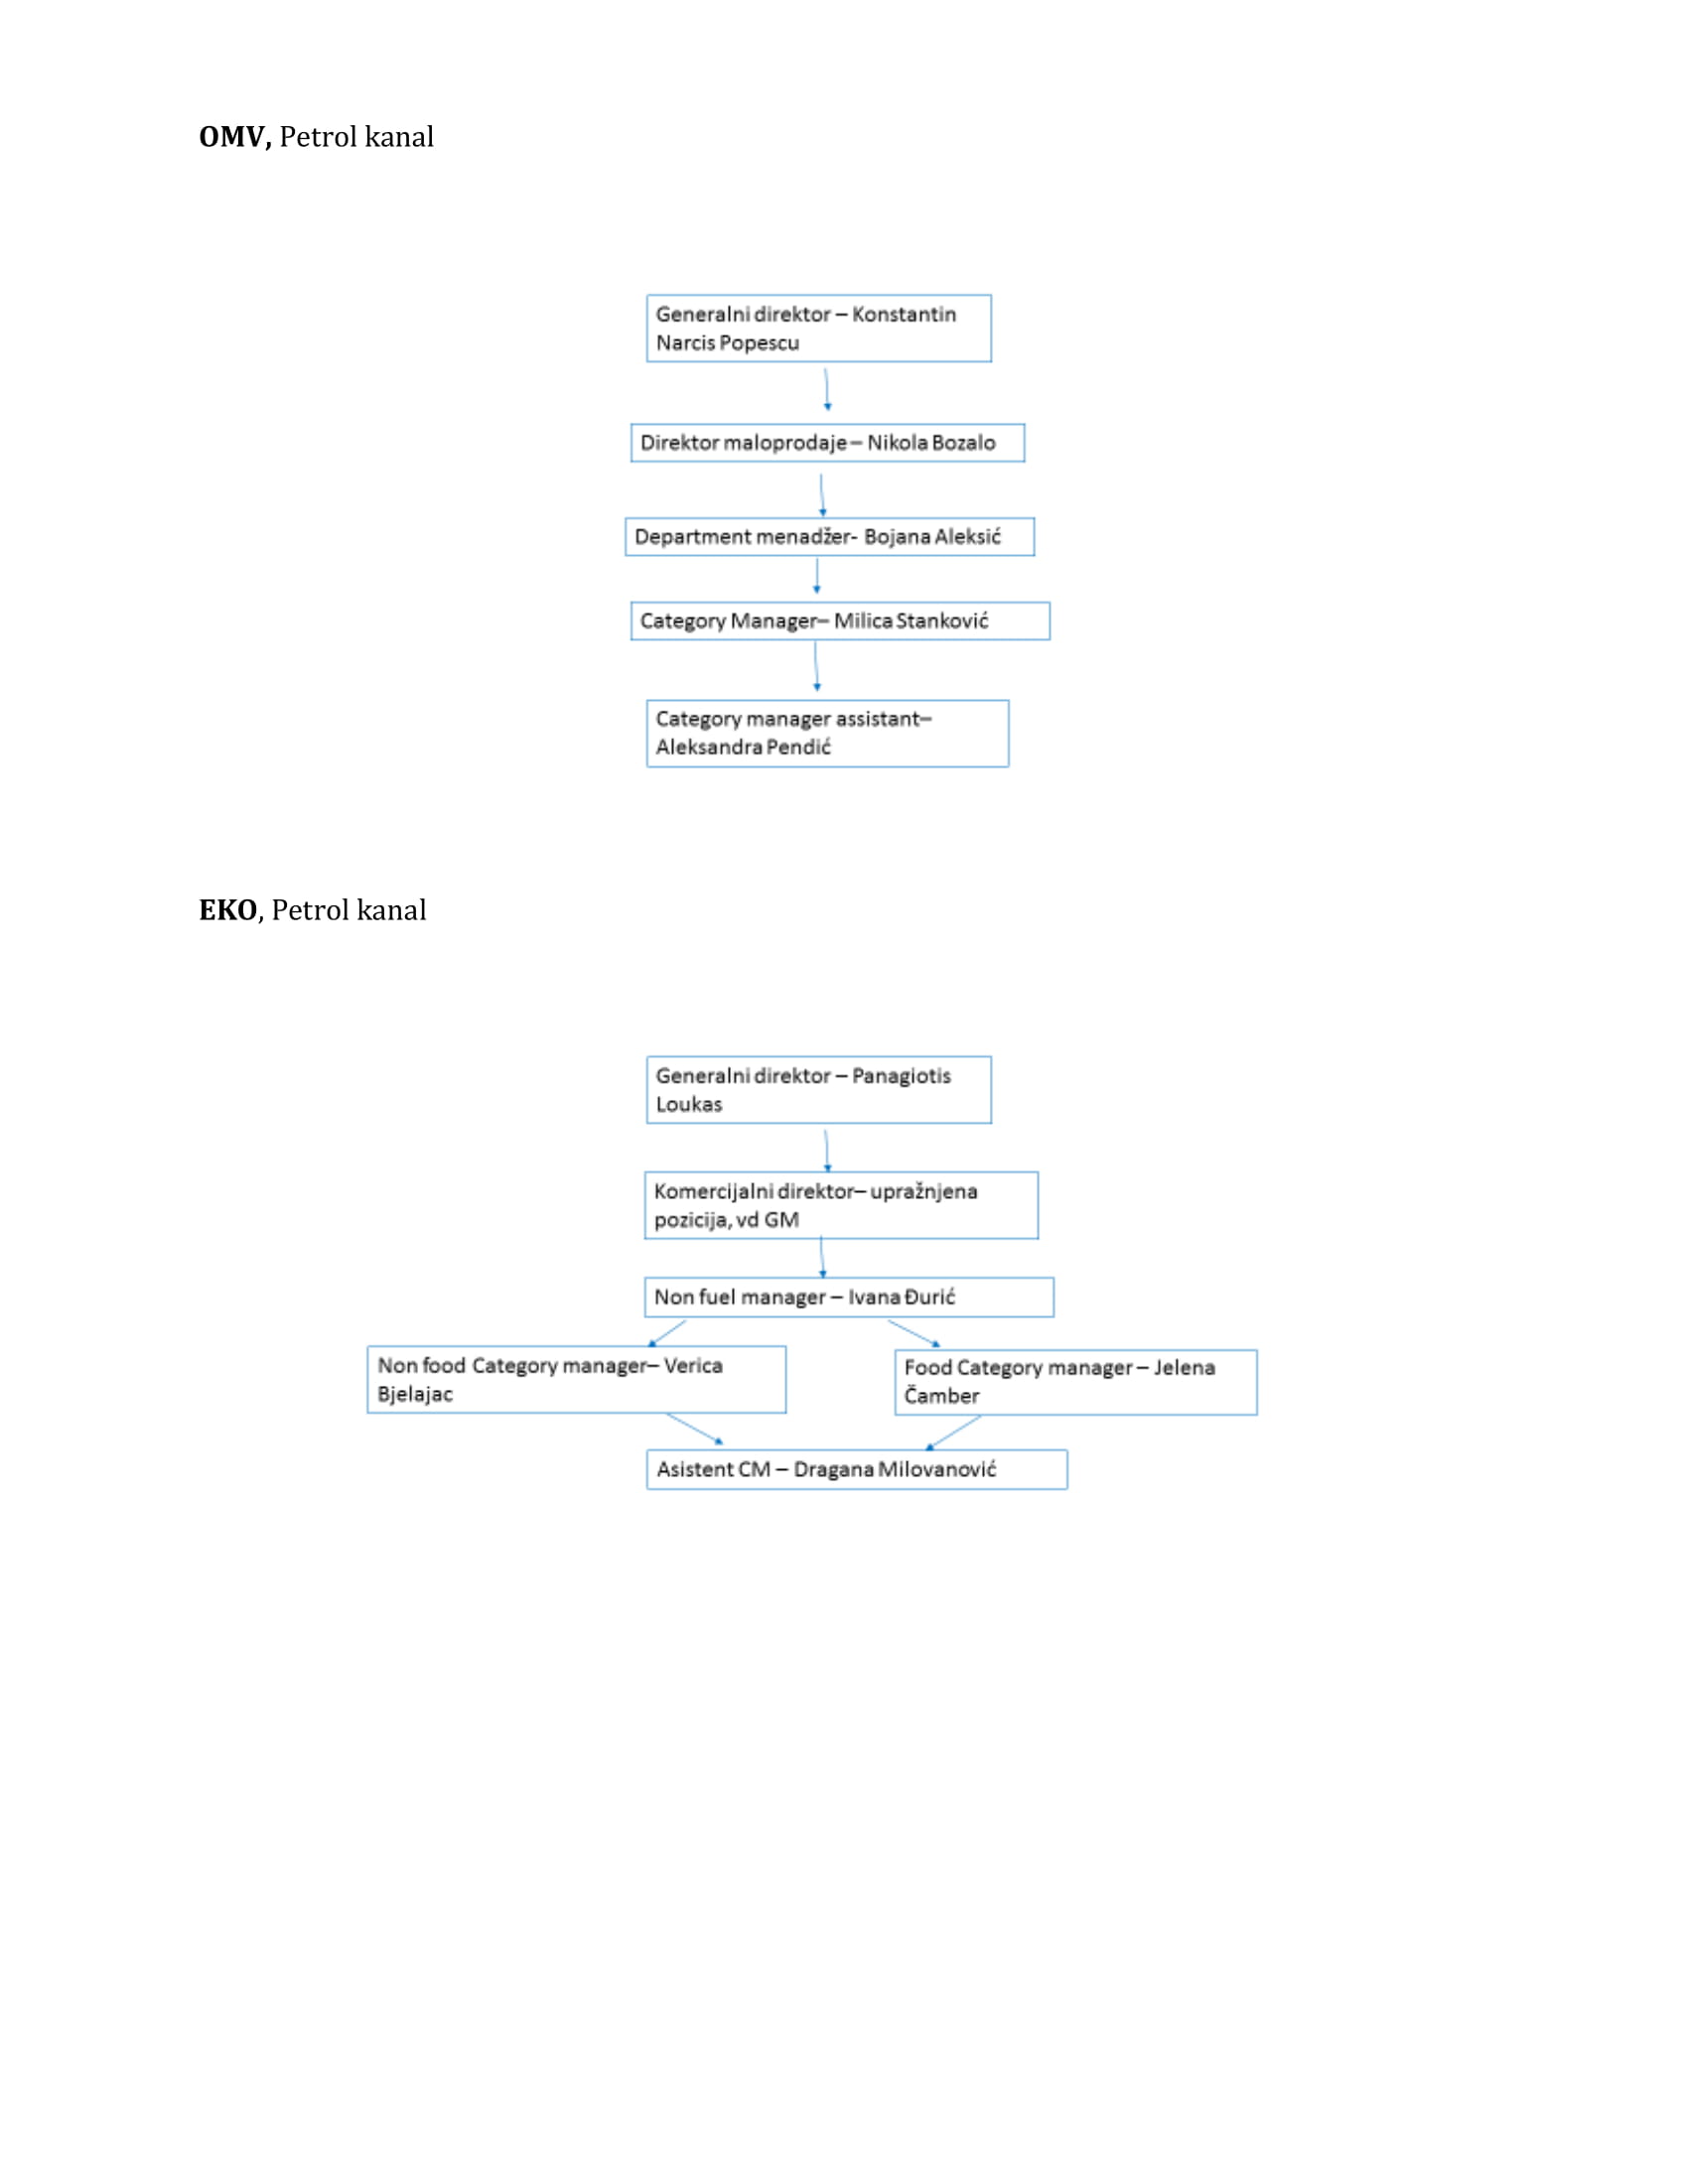 OMV, Petrol kanal
Generalni direktor – Konstantin
Narcis Popescu
Direktor maloprodaje – Nikola Bozalo
Department menadžer- Bojana Aleksić
Category Manager– Milica Stanković
Category manager assistant–
Aleksandra Pendić
EKO, Petrol kanal
Generalni direktor – Panagiotis
Loukas
Komercijalni direktor– upražnjena
pozicija, vd GM
Non fuel manager – Ivana Đurić
Non food Category manager– Verica
Bjelajac
Food Category manager – Jelena
Čamber
Asistent CM – Dragana Milovanović